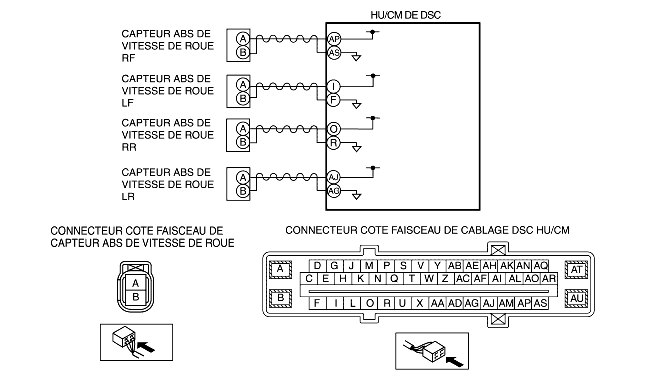 HU/CM DE DSC
CAPTEUR ABS DE
VITESSE DE ROUE
RF
A
B
AP
AS
CAPTEUR ABS DE
VITESSE DE ROUE
LF
A
B
I
F
CAPTEUR ABS DE
VITESSE DE ROUE
RR
A
B
O
R
CAPTEUR ABS DE
VITESSE DE ROUE
LR
A
B
AJ
AG
CONNECTEUR COTE FAISCEAU DE
CAPTEUR ABS DE VITESSE DE ROUE
A
B
CONNECTEUR COTE FAISCEAU DE CABLAGE DSC HU/CM
A D G J M P S V Y AB AE AH AK AN AQ AT
C E H K N Q T W Z AC AF AI AL AO AR
B F I L O R U X AA AD AG AJ AM AP AS AU